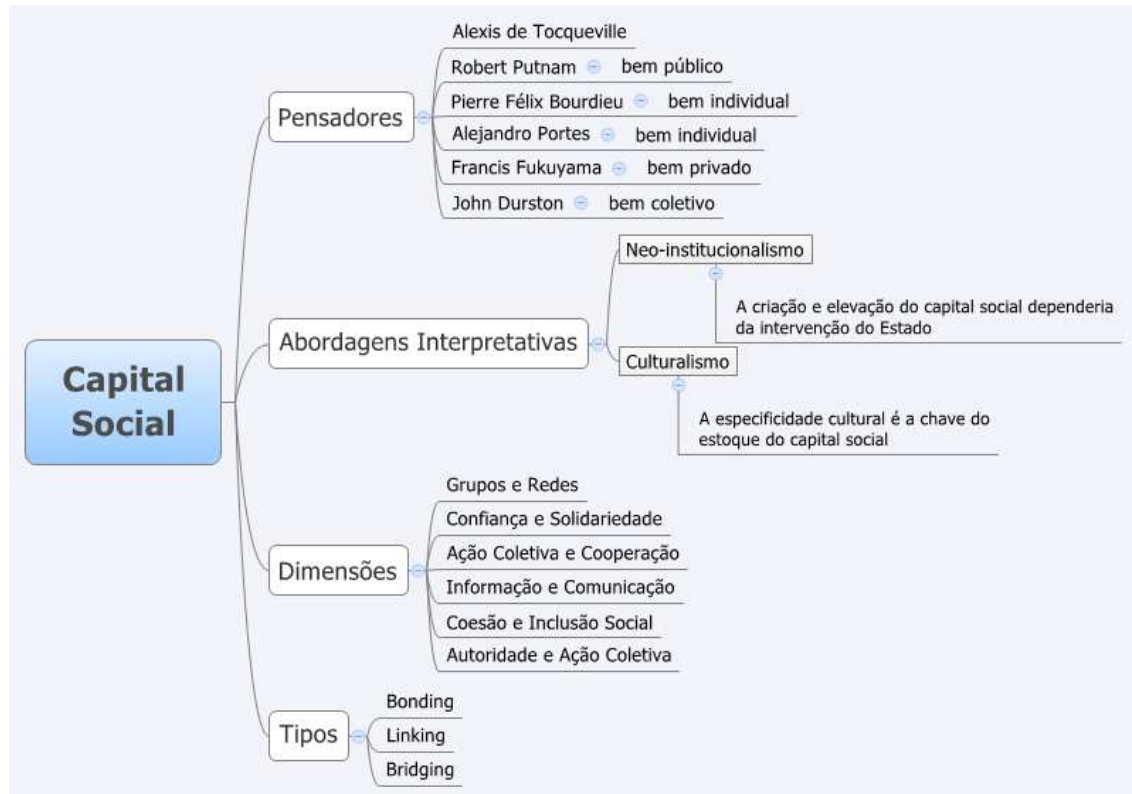 Capital
Social
Pensadores
Alexis de Tocqueville
Robert Putnam bem público
Pierre Félix Bourdieu bem individual
Alejandro Portes bem individual
Francis Fukuyama bem privado
John Durston bem coletivo
Abordagens Interpretativas
Neo-institucionalismo
A criação e elevação do capital social dependeria
da intervenção do Estado
Culturalismo
A especificidade cultural é a chave do
estoque do capital social
Dimensões
Grupos e Redes
Confiança e Solidariedade
Ação Coletiva e Cooperação
Informação e Comunicação
Coesão e Inclusão Social
Autoridade e Ação Coletiva
Tipos
Bonding
Linking
Bridging